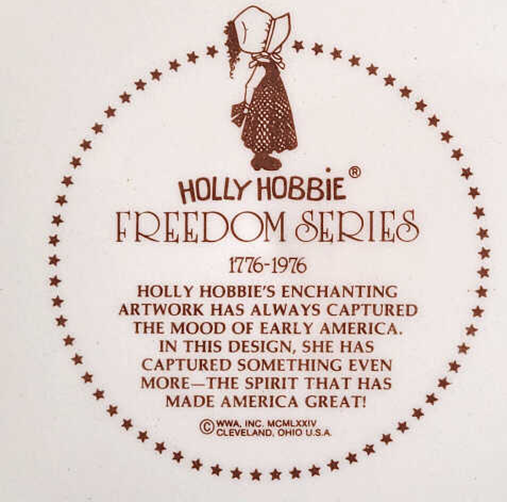 HOLLY HOBBiE®
FREEDOM SERIES
1776-1976
HOLLY HOBBIE'S ENCHANTING
ARTWORK HAS ALWAYS CAPTURED
THE MOOD OF EARLY AMERICA.
IN THIS DESIGN, SHE HAS
CAPTURED SOMETHING EVEN
MORE—THE SPIRIT THAT HAS
MADE AMERICA GREAT!
© WWA, INC. MCMLXXIV
CLEVELAND, OHIO U.S.A.